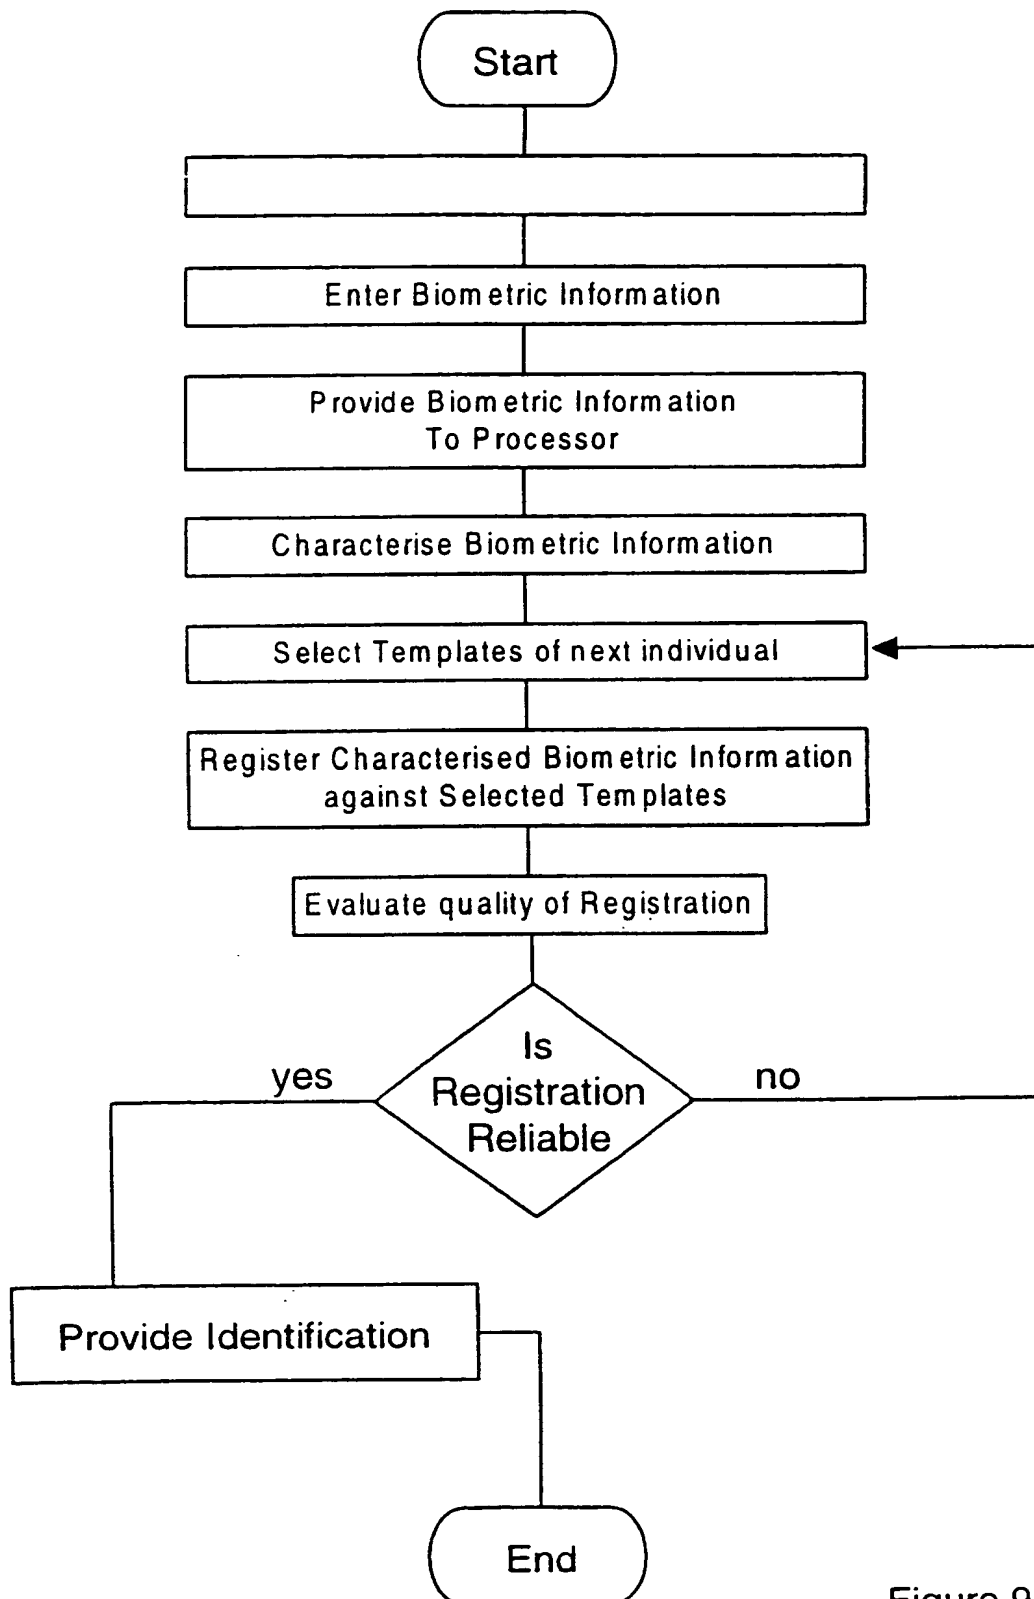 Start
Enter Biometric Information
Provide Biometric Information
To Processor
Characterise Biometric Information
Select Templates of next individual
Register Characterised Biometric Information
against Selected Templates
Evaluate quality of Registration
Is
Registration
Reliable
yes
no
Provide Identification
End
Figure